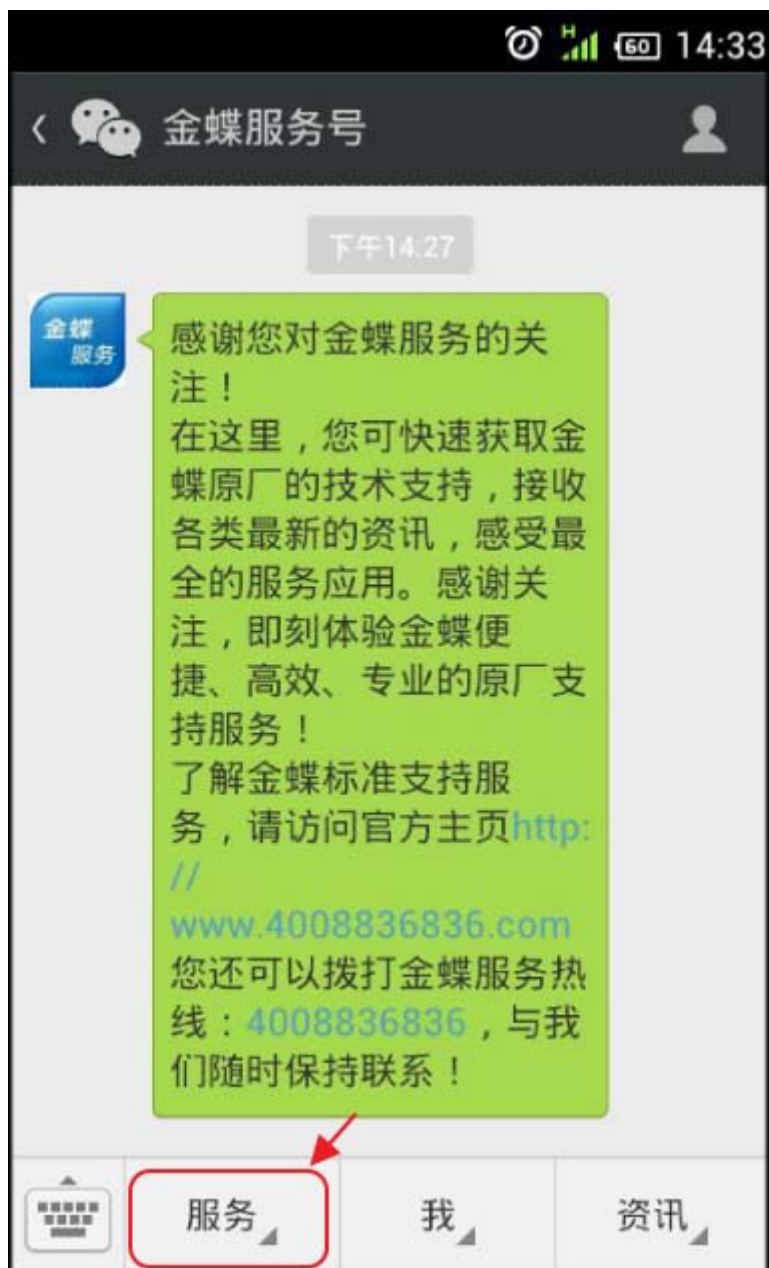 60 14:33
金蝶服务号
下午14:27
金蝶
服务
感谢您对金蝶服务的关
注！
在这里，您可快速获取金
蝶原厂的技术支持，接收
各类最新的资讯，感受最
全的服务应用。感谢关
注，即刻体验金蝶便
捷、高效、专业的原厂支
持服务！
了解金蝶标准支持服
务，请访问官方主页http:
//
www.4008836836.com
您还可以拨打金蝶服务热
线：4008836836，与我
们随时保持联系！
服务 我 资讯